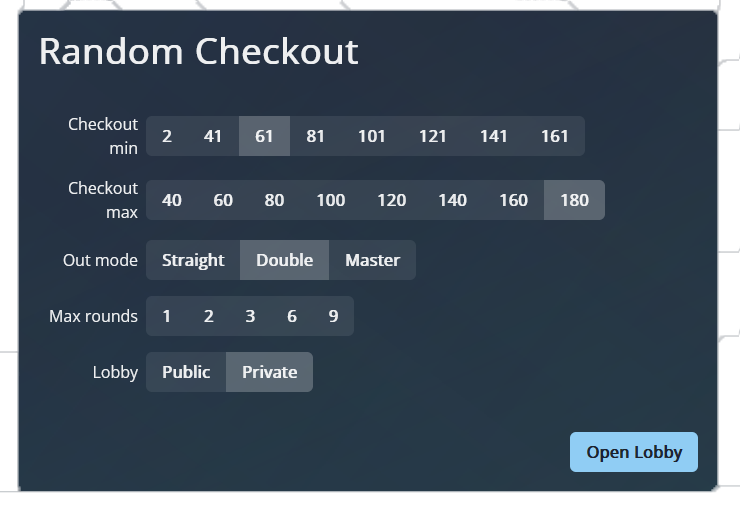 Random Checkout
Checkout min
2 41 61 81 101 121 141 161
Checkout max
40 60 80 100 120 140 160 180
Out mode Straight Double Master
Max rounds 1 2 3 6 9
Lobby Public Private
Open Lobby